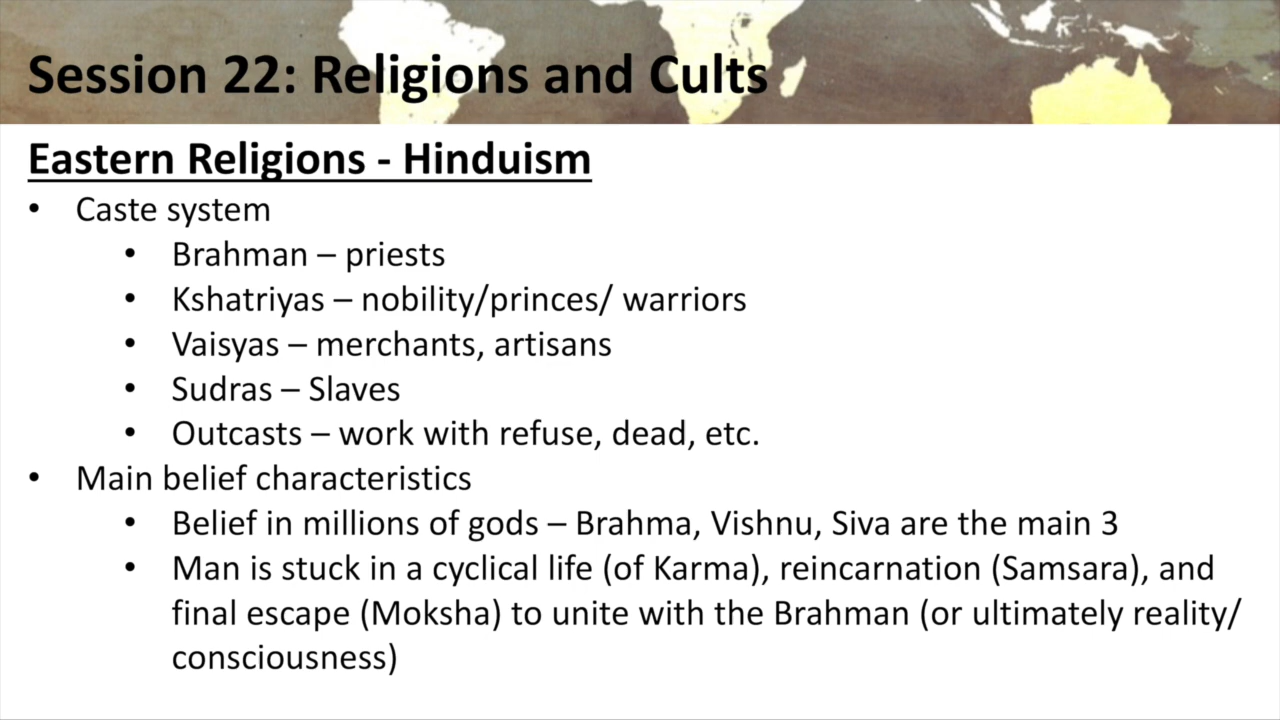 Session 22: Religions and Cults
Eastern Religions - Hinduism
• Caste system
• Brahman – priests
• Kshatriyas – nobility/princes/ warriors
• Vaisyas – merchants, artisans
• Sudras – Slaves
• Outcasts – work with refuse, dead, etc.
• Main belief characteristics
• Belief in millions of gods – Brahma, Vishnu, Siva are the main 3
• Man is stuck in a cyclical life (of Karma), reincarnation (Samsara), and
final escape (Moksha) to unite with the Brahman (or ultimately reality/
consciousness)